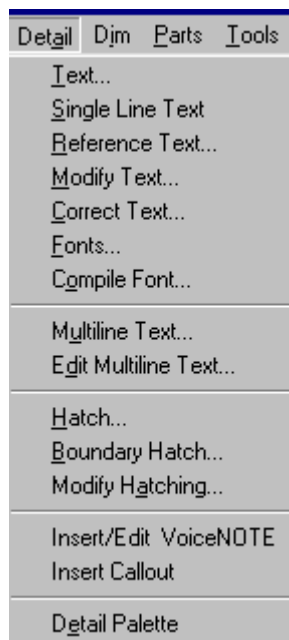 Detail Dim Parts Tools
Text...
Single Line Text
Reference Text...
Modify Text...
Correct Text...
Fonts...
Compile Font...
Multiline Text...
Edit Multiline Text...
Hatch...
Boundary Hatch...
Modify Hatching...
Insert/Edit VoiceNOTE
Insert Callout
Detail Palette